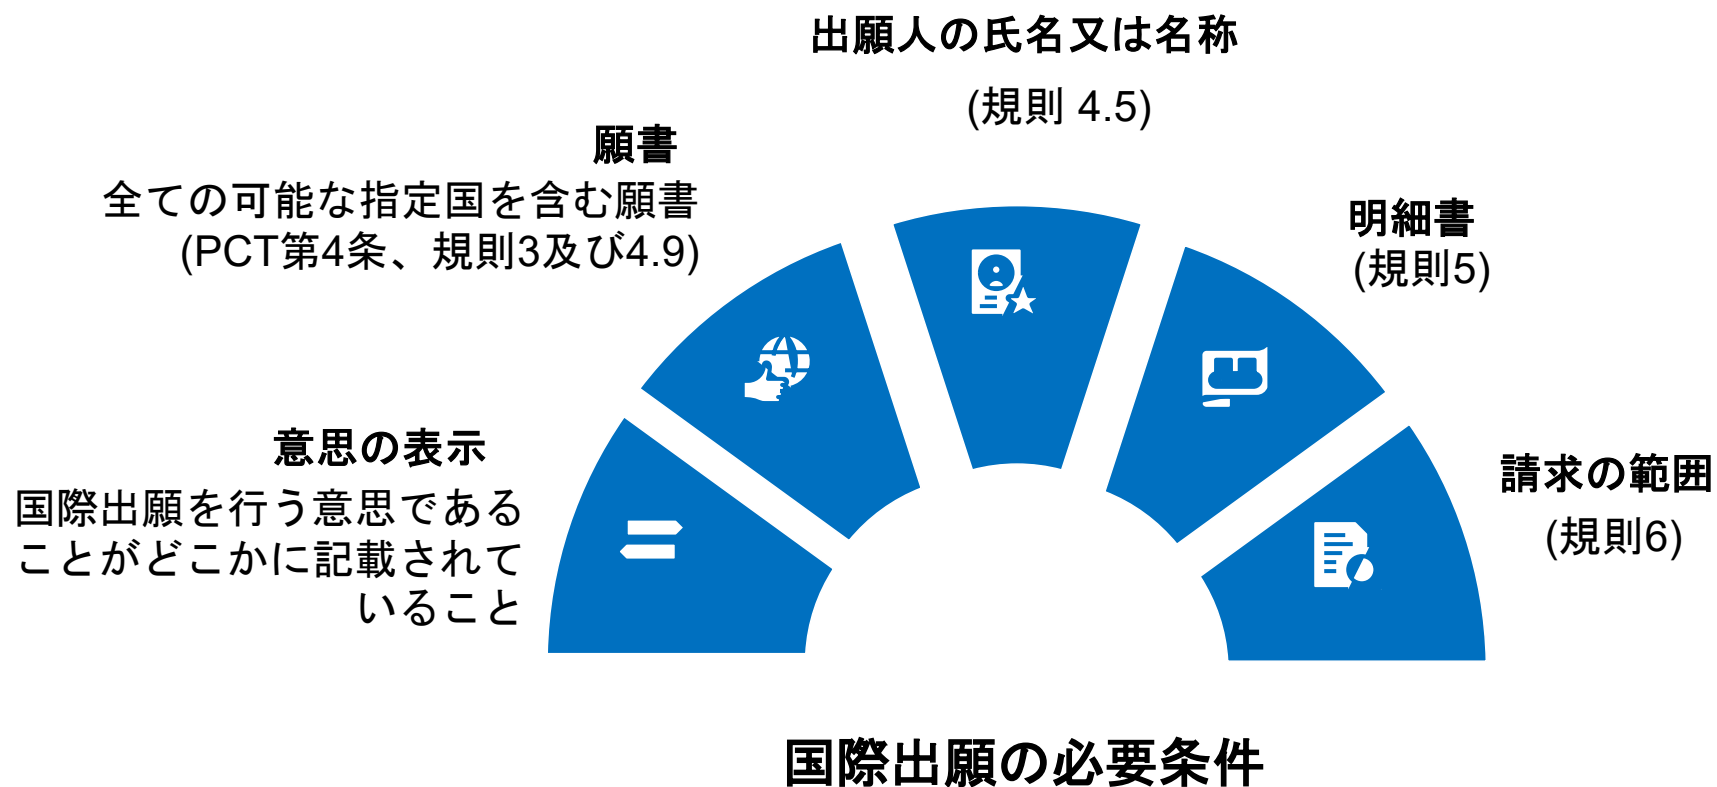 出願人の氏名又は名称
(規則 4.5)
願書
全ての可能な指定国を含む願書
(PCT第4条、規則3及び4.9)
明細書
(規則5)
意思の表示
国際出願を行う意思である
ことがどこかに記載されて
いること
請求の範囲
(規則6)
国際出願の必要条件